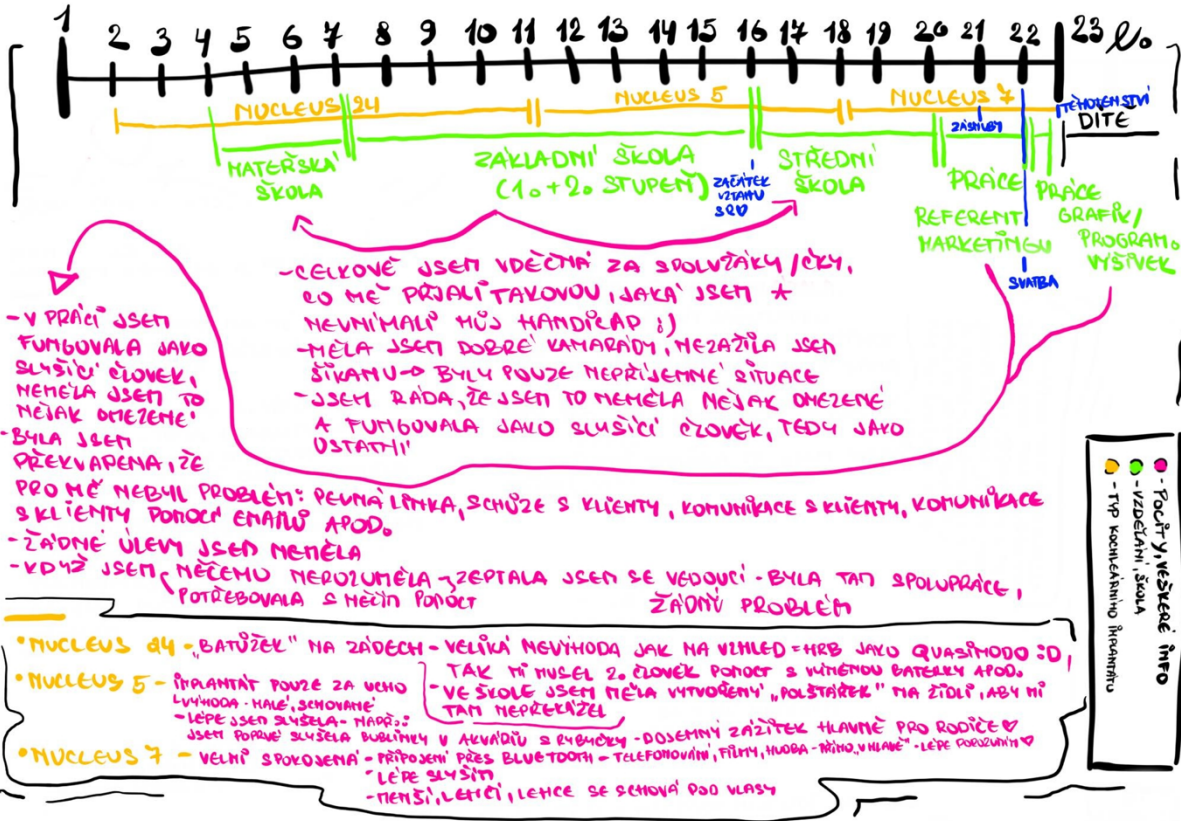 1 2 3 4 5 6 7 8 9 10 11 12 13 14 15 16 17 18 19 20 21 22 23 l.
NUCLEUS 24
NUCLEUS 5
NUCLEUS 7
ZÁSNUBY
TĚHOTENSTVÍ
DÍTĚ
MATEŘSKÁ
ŠKOLA
ZÁKLADNÍ ŠKOLA
(1. + 2. STUPEŇ)
ZAČÁTEK
VZTAHU
SRD
STŘEDNÍ
ŠKOLA
PRÁCE
REFERENT
MARKETINGU
SVATBA
PRÁCE
GRAFIK/
PROGRAM.
VÝŠIVEK
- CELKOVĚ JSEM VDĚČNÁ ZA SPOLUŽÁKY/ČKY,
CO MĚ PŘIJALI TAKOVOU, JAKÁ JSEM *
NEVNÍMALI MŮJ HANDICAP :)
- MĚLA JSEM DOBRÉ KAMARÁDY, NEZAŽILA JSEM
ŠIKANU → BYLY POUZE NEPŘÍJEMNÉ SITUACE
- JSEM RÁDA, ŽE JSEM TO NEMĚLA NĚJAK OMEZENÉ
A FUNGOVALA JAKO SLYŠÍCÍ ČLOVĚK, TEDY JAKO
OSTATNÍ
- V PRÁCI JSEM
FUNGOVALA JAKO
SLYŠÍCÍ ČLOVĚK,
NEMĚLA JSEM TO
NĚJAK OMEZENÉ
- BYLA JSEM
PŘEKVAPENA, ŽE
PRO MĚ NEBYL PROBLÉM: PEVNÁ LINKA, SCHŮZE S KLIENTY, KOMUNIKACE S KLIENTY, KOMUNIKACE
S KLIENTY POMOCÍ EMAILŮ APOD.
- ŽÁDNÉ ÚLEVY JSEM NEMĚLA
- KDYŽ JSEM NĚČEMU NEROZUMĚLA → ZEPTALA JSEM SE VEDOUCÍ - BYLA TAM SPOLUPRÁCE,
POTŘEBOVALA S NĚČÍM POMOCT
ŽÁDNÝ PROBLÉM
• - POCITY, VEŠKERÉ INFO
• - VZDĚLÁNÍ, ŠKOLA
• - TYP KOCHLEÁRNÍHO IMPLANTÁTU
• NUCLEUS 24 - „BATŮŽEK" NA ZÁDECH - VELIKÁ NEVÝHODA JAK NA VZHLED = HRB JAKO QUASIMODO :D,
TAK MI MUSEL 2. ČLOVĚK POMOCT S VÝMĚNOU BATERKY APOD.
- VE ŠKOLE JSEM MĚLA VYTVOŘENÝ „POLŠTÁŘEK" NA ŽIDLI, ABY MI
TAM NEPŘEKÁŽEL
• NUCLEUS 5 - IMPLANTÁT POUZE ZA UCHO
VÝHODA - MALÉ, SCHOVANÉ
- LÉPE JSEM SLYŠELA - NAPŘ.:
JSEM POPRVÉ SLYŠELA BUBLINKY V AKVÁRIU S RYBIČKY - DOJEMNÝ ZÁŽITEK HLAVNĚ PRO RODIČE ♡
• NUCLEUS 7 - VELMI SPOKOJENÁ - PŘIPOJENÍ PŘES BLUETOOTH - TELEFONOVÁNÍ, FILMY, HUDBA - PŘÍMO „V HLAVĚ" - LÉPE POROZUMÍM ♡
- LÉPE SLYŠÍM
- MENŠÍ, LEHČÍ, LEHCE SE SCHOVÁ POD VLASY